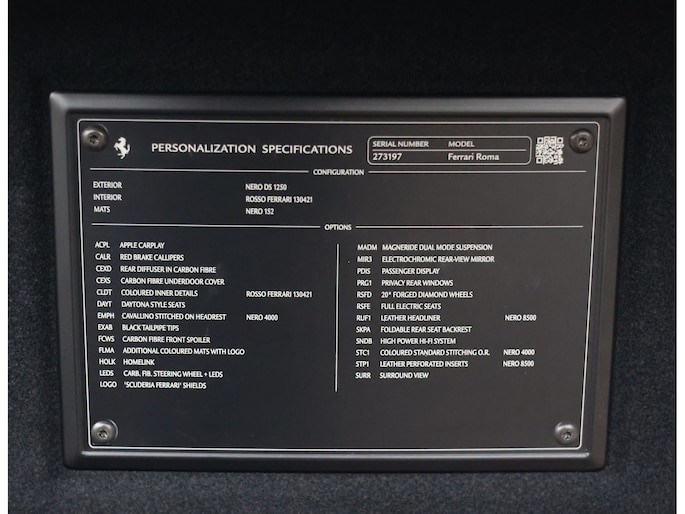 PERSONALIZATION SPECIFICATIONS
SERIAL NUMBER MODEL
273197 Ferrari Roma
CONFIGURATION
EXTERIOR NERO DS 1250
INTERIOR ROSSO FERRARI 130421
MATS NERO 1S2
OPTIONS
ACPL APPLE CARPLAY
CALR RED BRAKE CALLIPERS
CEXD REAR DIFFUSER IN CARBON FIBRE
CEXS CARBON FIBRE UNDERDOOR COVER
CLDT COLOURED INNER DETAILS ROSSO FERRARI 130421
DAYT DAYTONA STYLE SEATS
EMPH CAVALLINO STITCHED ON HEADREST NERO 4000
EXAB BLACK TAILPIPE TIPS
FCWS CARBON FIBRE FRONT SPOILER
FLMA ADDITIONAL COLOURED MATS WITH LOGO
HOLK HOMELINK
LEDS CARB. FIB. STEERING WHEEL + LEDS
LOGO 'SCUDERIA FERRARI' SHIELDS
MADM MAGNERIDE DUAL MODE SUSPENSION
MIR3 ELECTROCHROMIC REAR-VIEW MIRROR
PDIS PASSENGER DISPLAY
PRG1 PRIVACY REAR WINDOWS
RSFD 20" FORGED DIAMOND WHEELS
RSFE FULL ELECTRIC SEATS
RUF1 LEATHER HEADLINER NERO 8500
SKPA FOLDABLE REAR SEAT BACKREST
SNDB HIGH POWER HI-FI SYSTEM
STC1 COLOURED STANDARD STITCHING O.R. NERO 4000
STP1 LEATHER PERFORATED INSERTS NERO 8500
SURR SURROUND VIEW